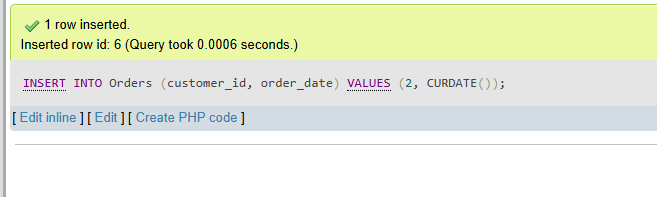 1 row inserted.
Inserted row id: 6 (Query took 0.0006 seconds.)
INSERT INTO Orders (customer_id, order_date) VALUES (2, CURDATE());
[ Edit inline ] [ Edit ] [ Create PHP code ]